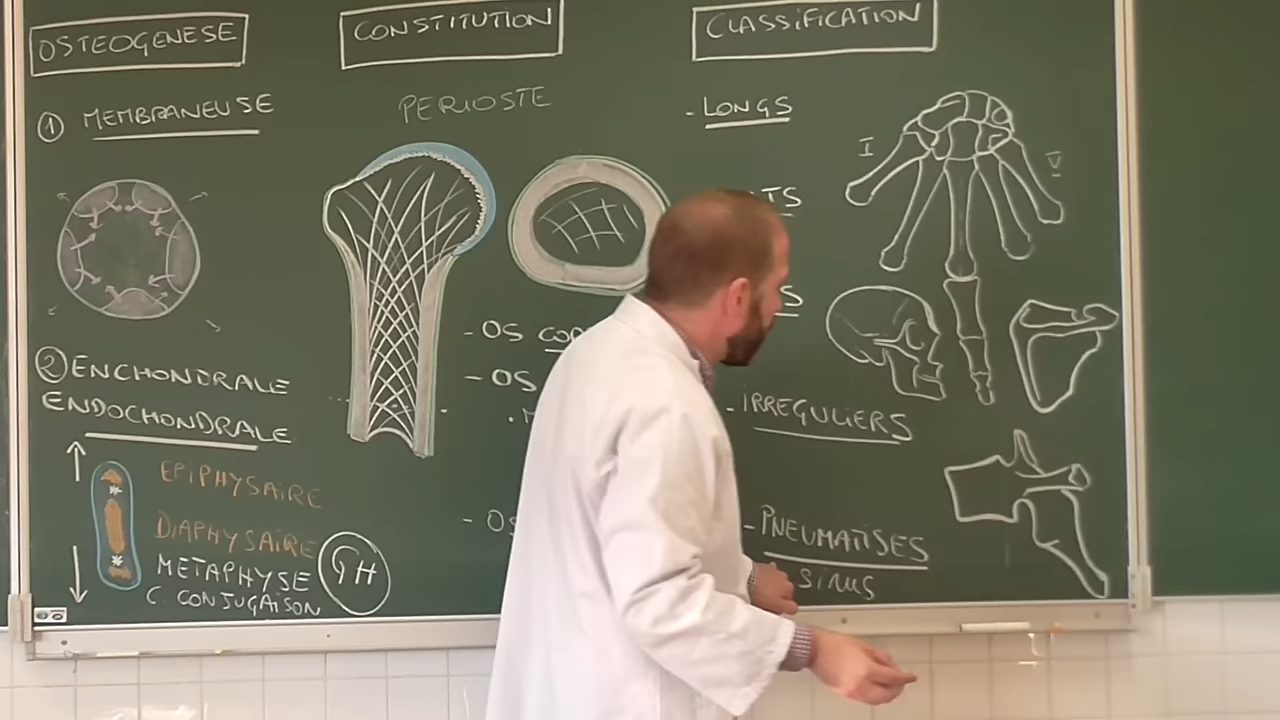 OSTEOGENESE
① MEMBRANEUSE
② ENCHONDRALE
ENDOCHONDRALE
EPIPHYSAIRE
DIAPHYSAIRE
METAPHYSE
C. CONJUGAISON
GH
CONSTITUTION
PERIOSTE
- OS
- OS
- OS
CLASSIFICATION
- LONGS
I
V
- IRREGULIERS
- PNEUMATISES
SINUS